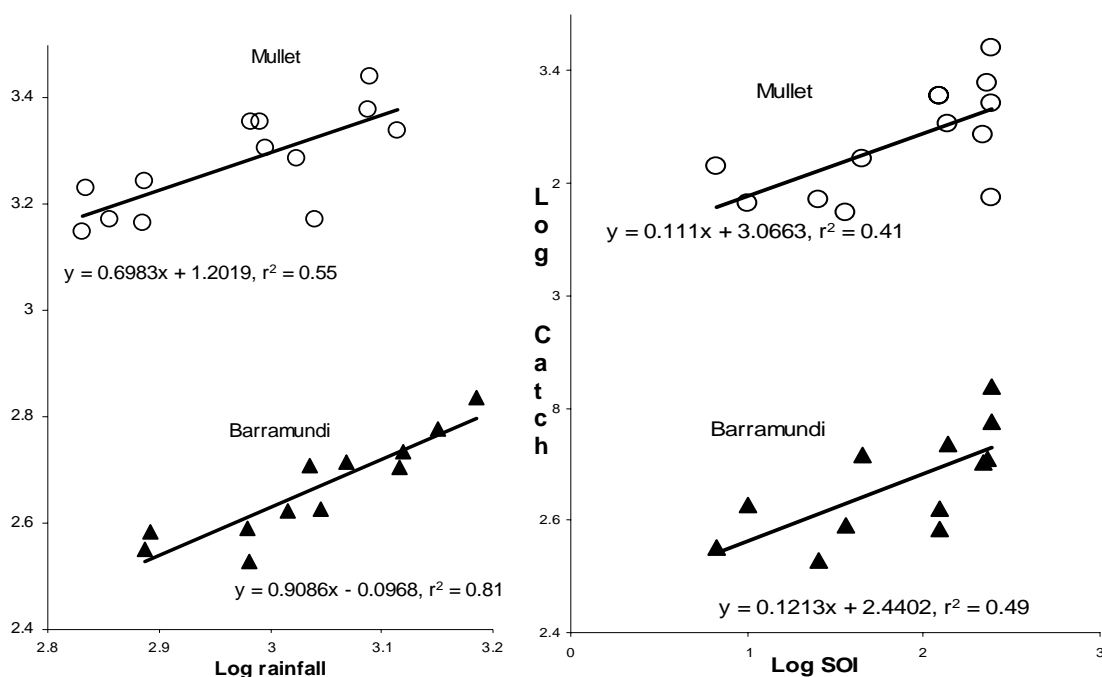 Mullet
3.4
3.2
y = 0.6983x + 1.2019, r² = 0.55
3
2.8
Barramundi
2.6
y = 0.9086x - 0.0968, r² = 0.81
2.4
2.8
2.9
3
3.1
3.2
Log rainfall
Log Catch
3.4
Mullet
2
y = 0.111x + 3.0663, r² = 0.41
3
8
Barramundi
2.6
y = 0.1213x + 2.4402, r² = 0.49
2.4
0
1
2
3
Log SOI